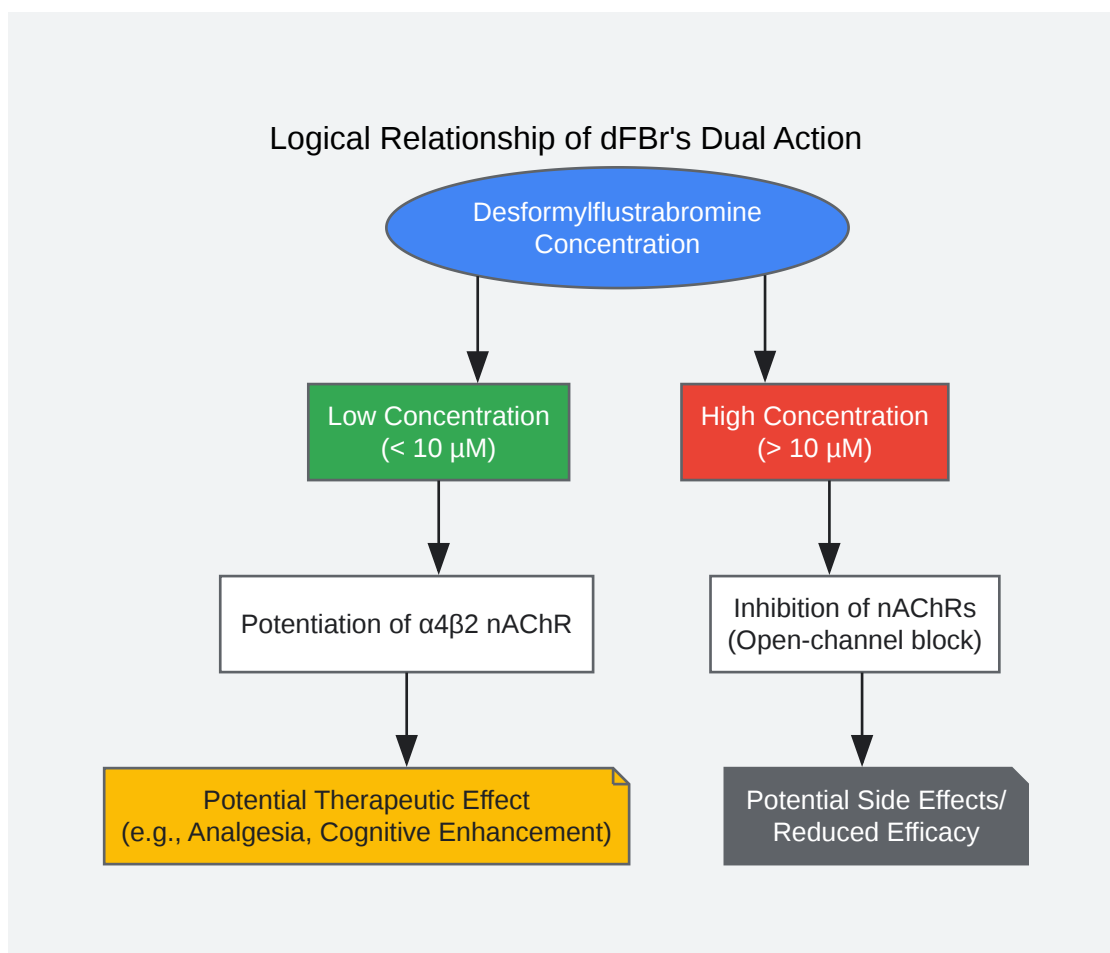 Logical Relationship of dFBr's Dual Action
Desformylflustrabromine
Concentration
Low Concentration
(< 10 µM)
High Concentration
(> 10 µM)
Potentiation of α4β2 nAChR
Inhibition of nAChRs
(Open-channel block)
Potential Therapeutic Effect
(e.g., Analgesia, Cognitive Enhancement)
Potential Side Effects/
Reduced Efficacy